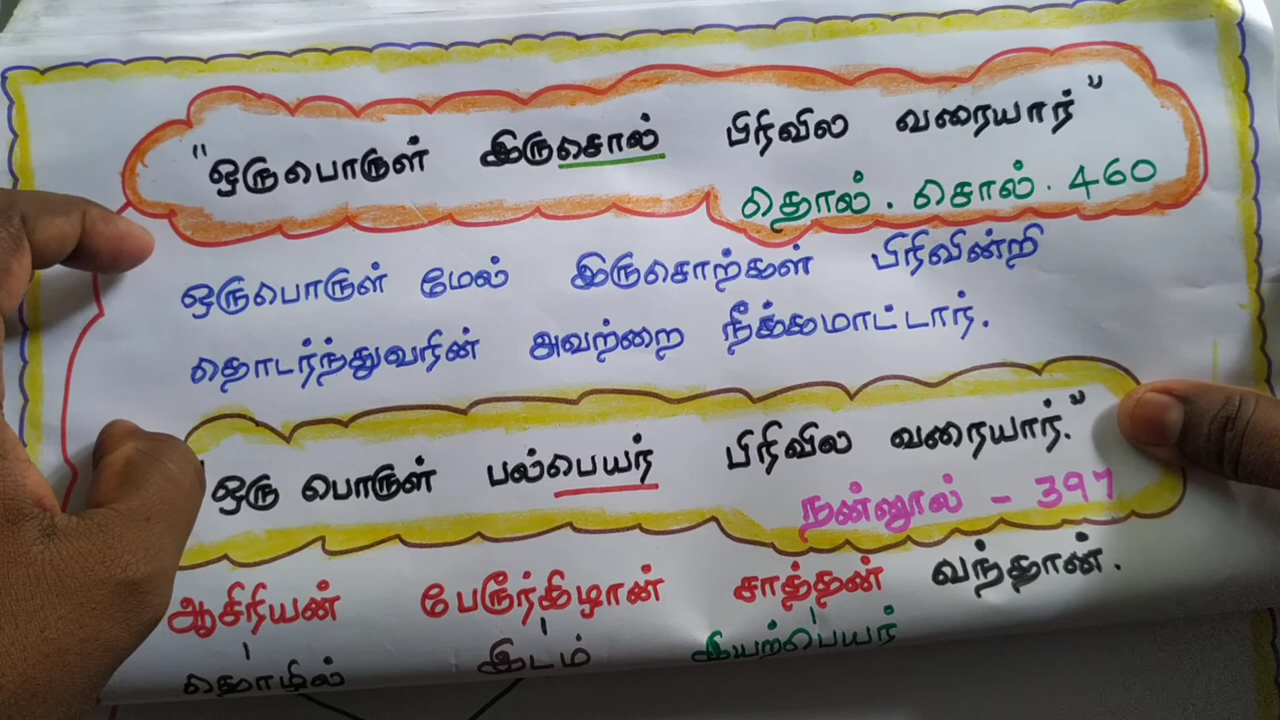 "ஒருபொருள் இருசொல் பிரிவில வரையார்"
தொல். சொல். 460
ஒருபொருள் மேல் இருசொற்கள் பிரிவின்றி
தொடர்ந்துவரின் அவற்றை நீக்கமாட்டார்.
ஒரு பொருள் பல்பெயர் பிரிவில வரையார்."
நன்னூல் - 397
ஆசிரியன் பேரூர்கிழான் சாத்தன் வந்தான்.
தொழில் இடம் இயற்பெயர்